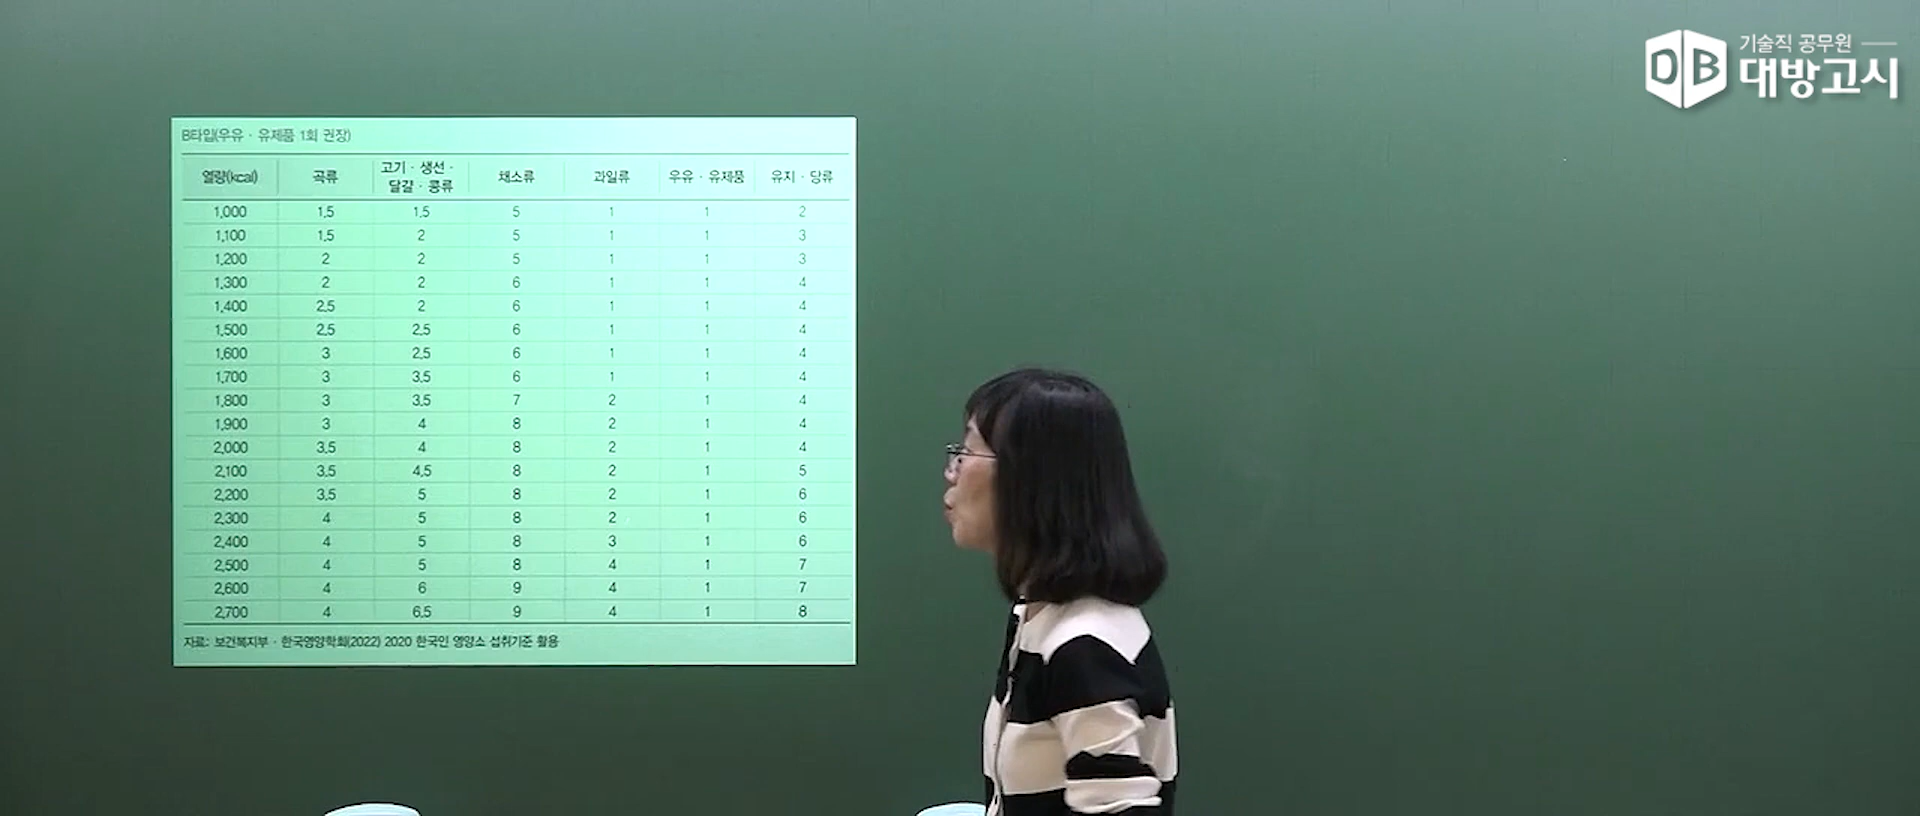 기술직 공무원
DB 대방고시
B타입(우유 · 유제품 1회 권장)
열량(kcal) 곡류 고기 · 생선 · 달걀 · 콩류 채소류 과일류 우유 · 유제품 유지 · 당류
1,000 1.5 1.5 5 1 1 2
1,100 1.5 2 5 1 1 3
1,200 2 2 5 1 1 3
1,300 2 2 6 1 1 4
1,400 2.5 2 6 1 1 4
1,500 2.5 2.5 6 1 1 4
1,600 3 2.5 6 1 1 4
1,700 3 3.5 6 1 1 4
1,800 3 3.5 7 2 1 4
1,900 3 4 8 2 1 4
2,000 3.5 4 8 2 1 4
2,100 3.5 4.5 8 2 1 5
2,200 3.5 5 8 2 1 6
2,300 4 5 8 2 1 6
2,400 4 5 8 3 1 6
2,500 4 5 8 4 1 7
2,600 4 6 9 4 1 7
2,700 4 6.5 9 4 1 8
자료: 보건복지부 · 한국영양학회(2022) 2020 한국인 영양소 섭취기준 활용